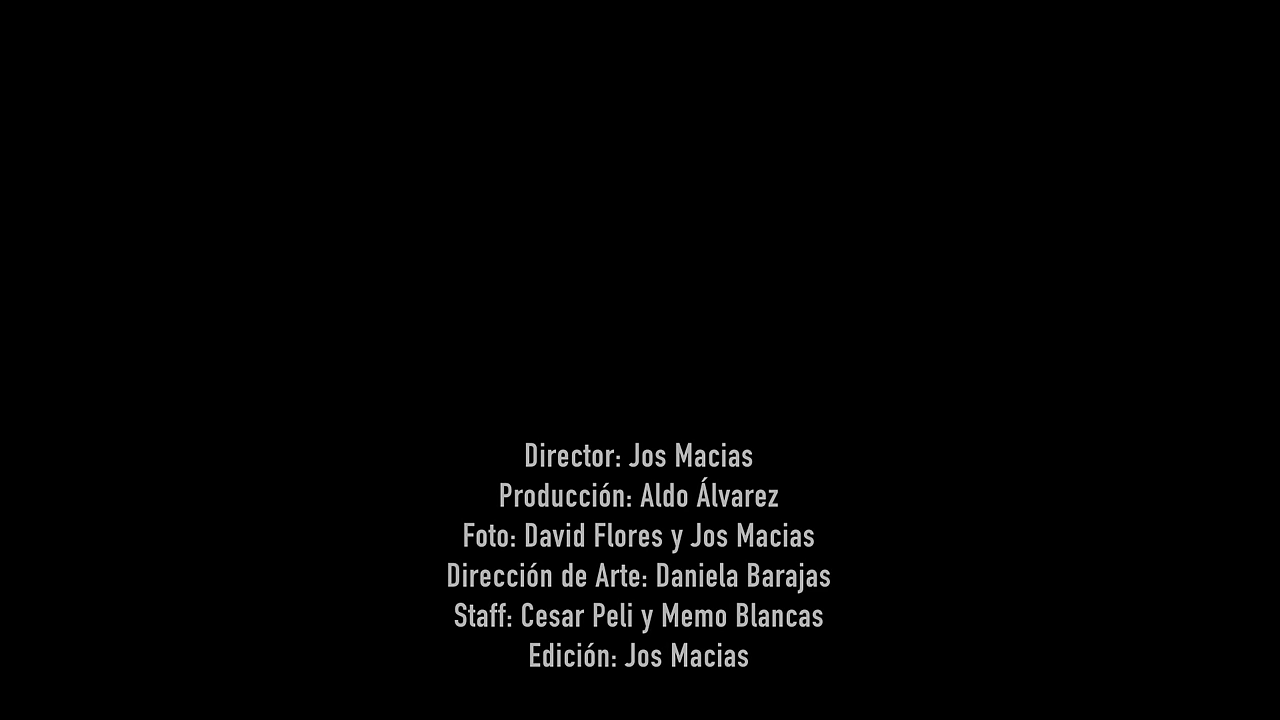 Director: Jos Macias
Producción: Aldo Álvarez
Foto: David Flores y Jos Macias
Dirección de Arte: Daniela Barajas
Staff: Cesar Peli y Memo Blancas
Edición: Jos Macias